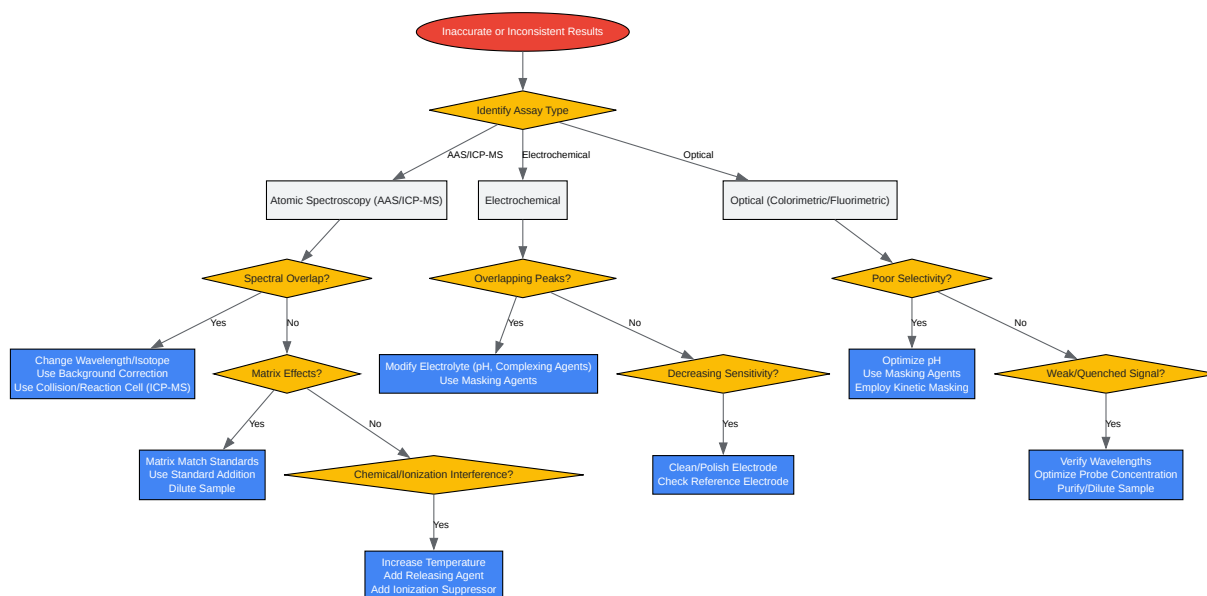 Inaccurate or Inconsistent Results
Identify Assay Type
AAS/ICP-MS
Electrochemical
Optical
Atomic Spectroscopy (AAS/ICP-MS)
Electrochemical
Optical (Colorimetric/Fluorimetric)
Spectral Overlap?
Overlapping Peaks?
Poor Selectivity?
Yes
No
Yes
No
Yes
No
Change Wavelength/Isotope
Use Background Correction
Use Collision/Reaction Cell (ICP-MS)
Matrix Effects?
Modify Electrolyte (pH, Complexing Agents)
Use Masking Agents
Decreasing Sensitivity?
Optimize pH
Use Masking Agents
Employ Kinetic Masking
Weak/Quenched Signal?
Yes
No
Yes
Yes
Matrix Match Standards
Use Standard Addition
Dilute Sample
Chemical/Ionization Interference?
Clean/Polish Electrode
Check Reference Electrode
Verify Wavelengths
Optimize Probe Concentration
Purify/Dilute Sample
Yes
Increase Temperature
Add Releasing Agent
Add Ionization Suppressor